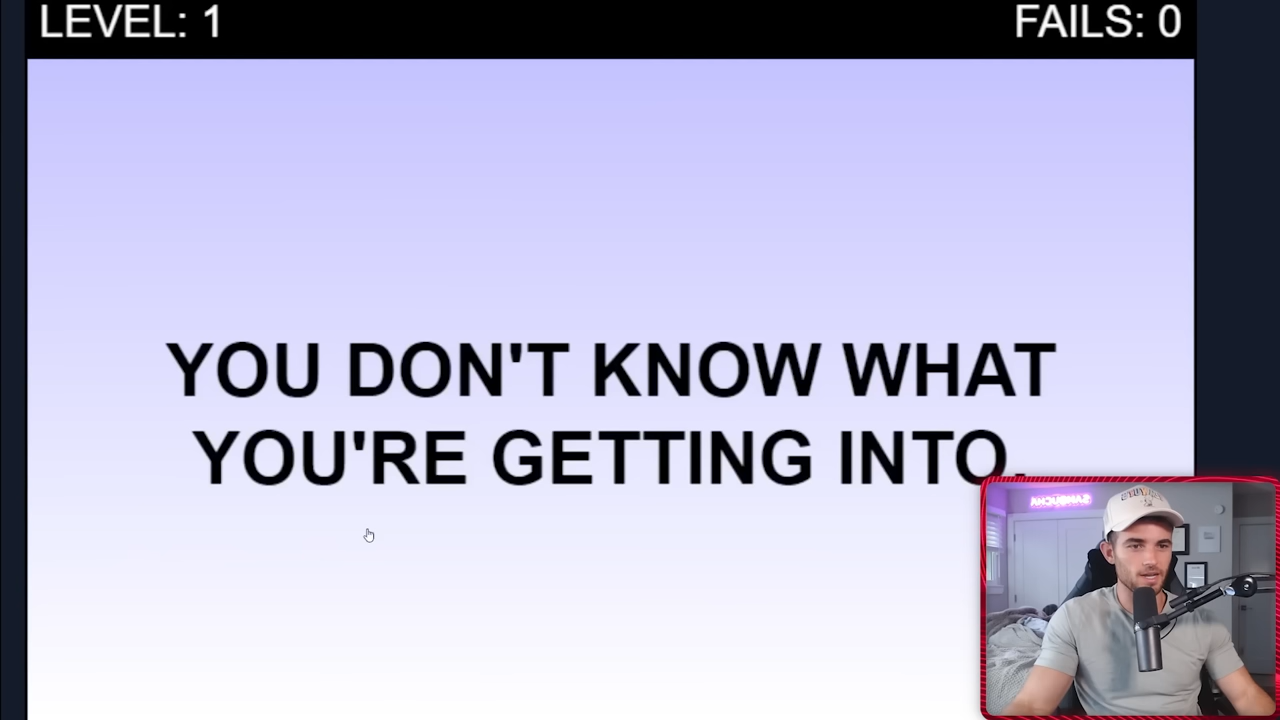 LEVEL: 1
FAILS: 0
YOU DON'T KNOW WHAT
YOU'RE GETTING INTO.